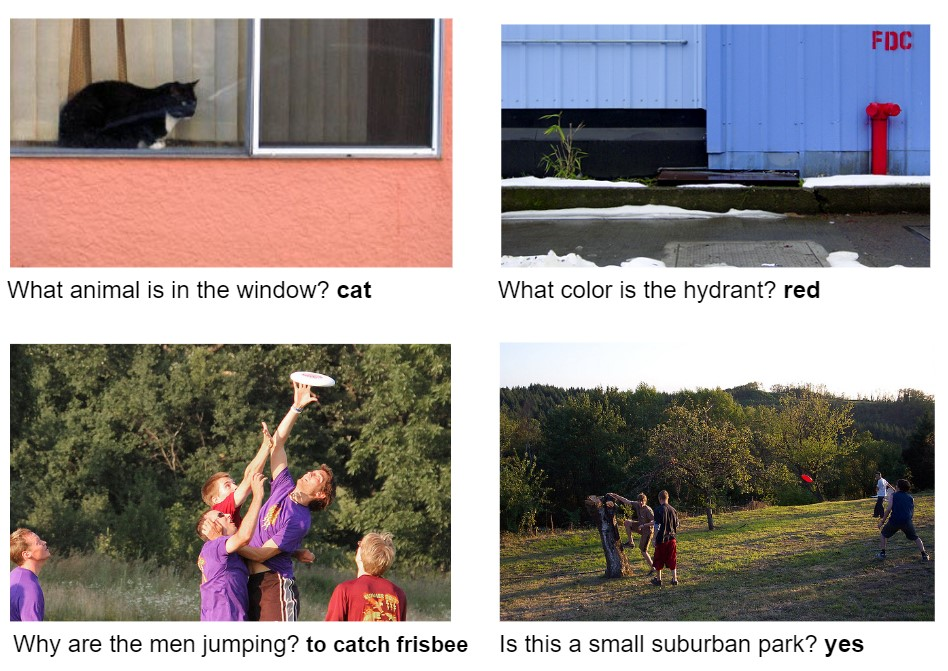 FDC
What animal is in the window? cat
What color is the hydrant? red
Why are the men jumping? to catch frisbee
Is this a small suburban park? yes